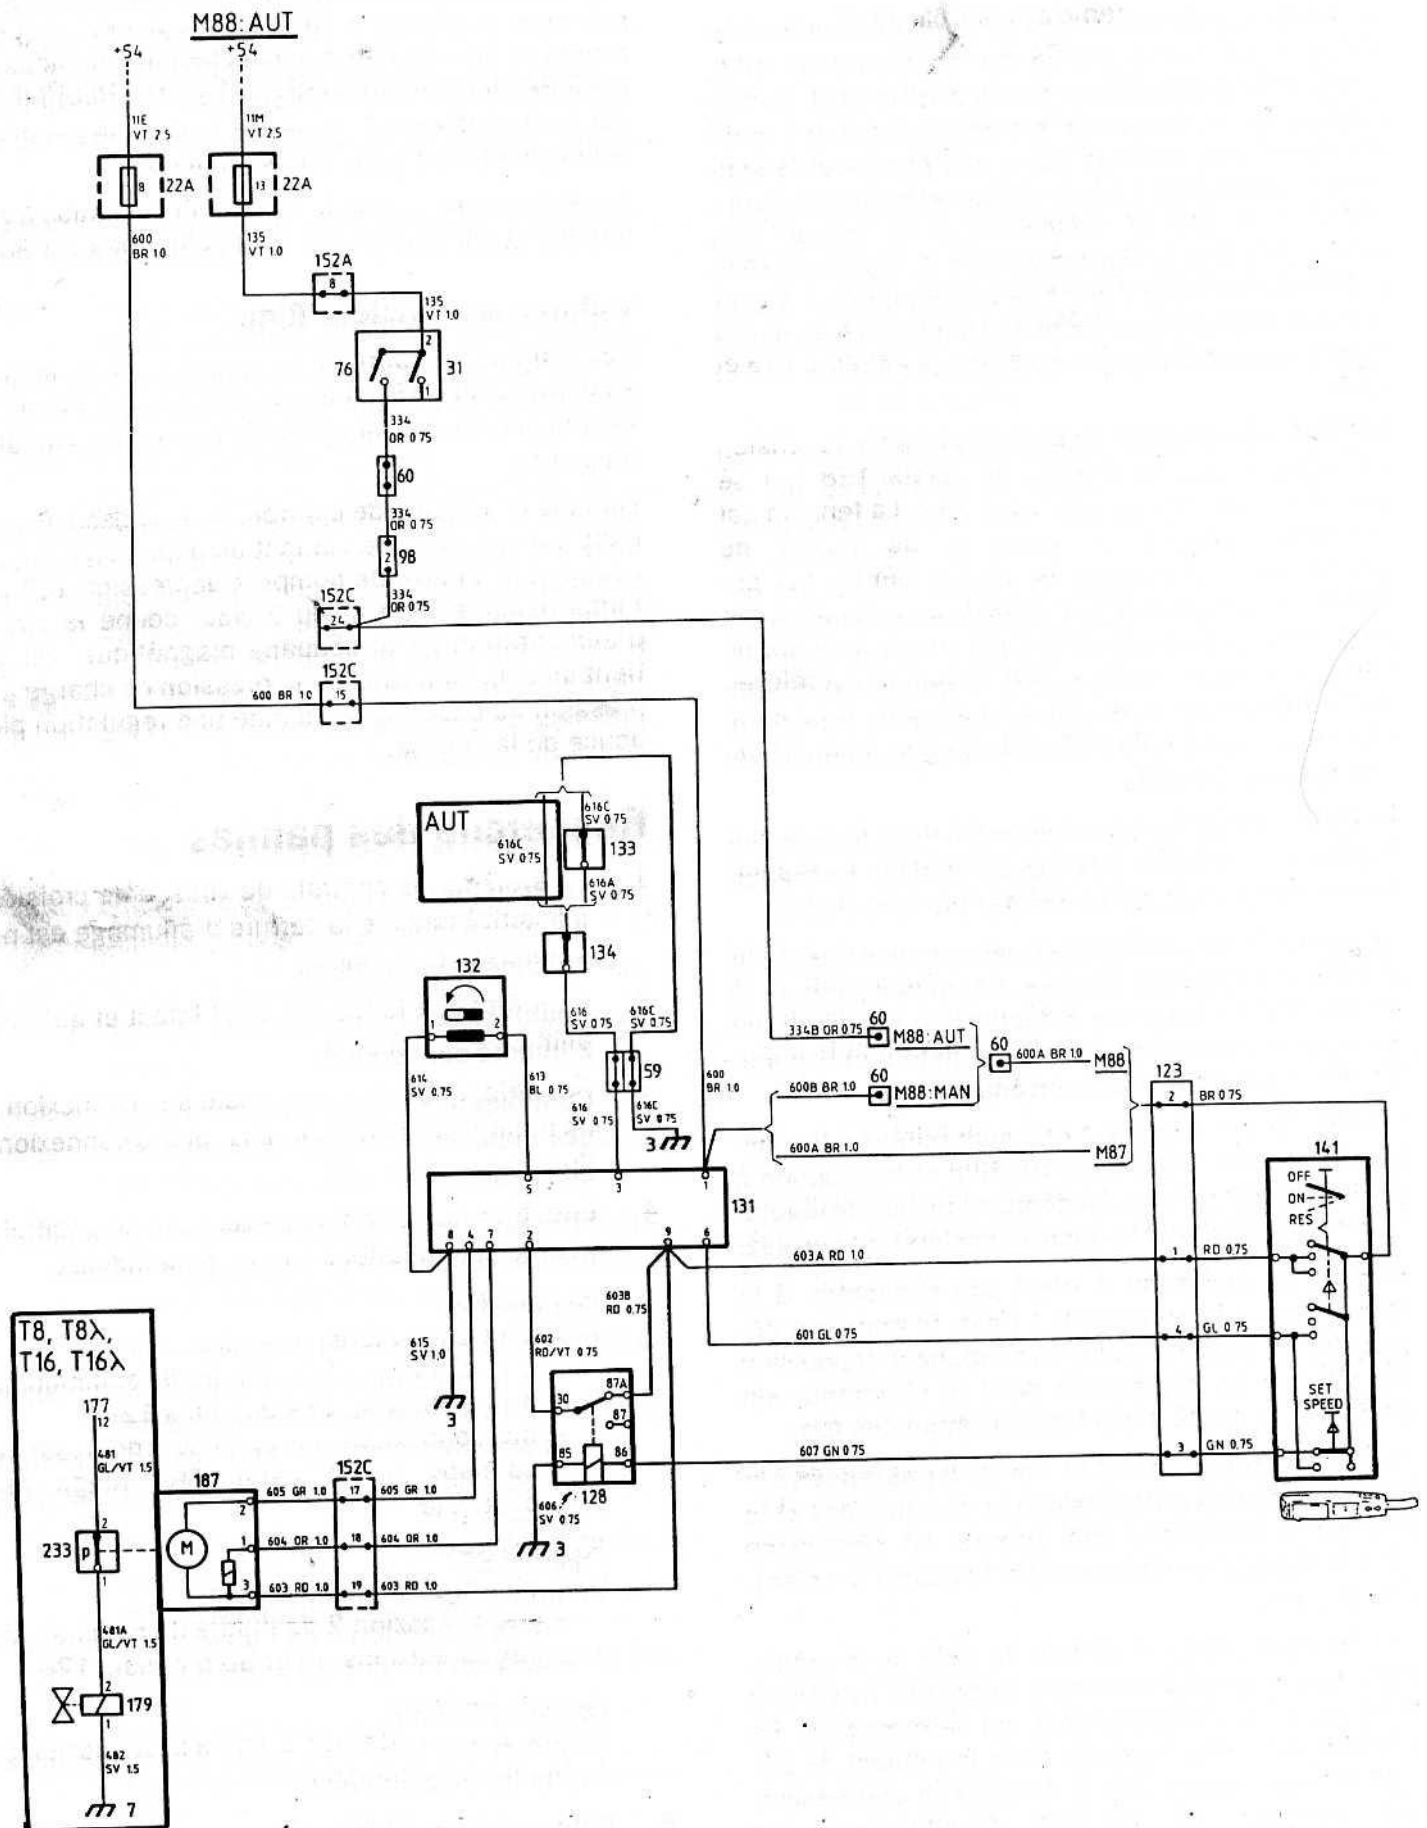 M88: AUT
+54
+54
11E
VT 2.5
11M
VT 2.5
8
22A
13
22A
600
BR 1.0
135
VT 1.0
152A
8
135
VT 1.0
2
76
31
1
334
OR 0.75
60
334
OR 0.75
2
98
334
OR 0.75
152C
24
152C
600 BR 1.0
15
AUT
616C
SV 0.75
616C
SV 0.75
133
616A
SV 0.75
134
132
1
2
616
SV 0.75
616C
SV 0.75
614
SV 0.75
613
BL 0.75
59
600
BR 1.0
616
SV 0.75
616C
SV 0.75
3
334B OR 0.75
60
M88:AUT
60
600A BR 1.0
M88
600B BR 1.0
60
M88:MAN
600A BR 1.0
M87
123
2
BR 0.75
141
OFF
ON
RES
5
3
1
131
8
4
7
2
9
6
603A RD 1.0
1
RD 0.75
603B
RD 0.75
601 GL 0.75
4
GL 0.75
615
SV 1.0
602
RD/VT 0.75
3
SET
SPEED
30
87A
87
85
86
607 GN 0.75
3
GN 0.75
606
SV 0.75
128
3
T8, T8λ,
T16, T16λ
177
12
481
GL/VT 1.5
187
152C
605 GR 1.0
17
605 GR 1.0
2
233
2
p
1
M
1
604 OR 1.0
18
604 OR 1.0
3
603 RD 1.0
19
603 RD 1.0
481A
GL/VT 1.5
2
179
1
482
SV 1.5
7